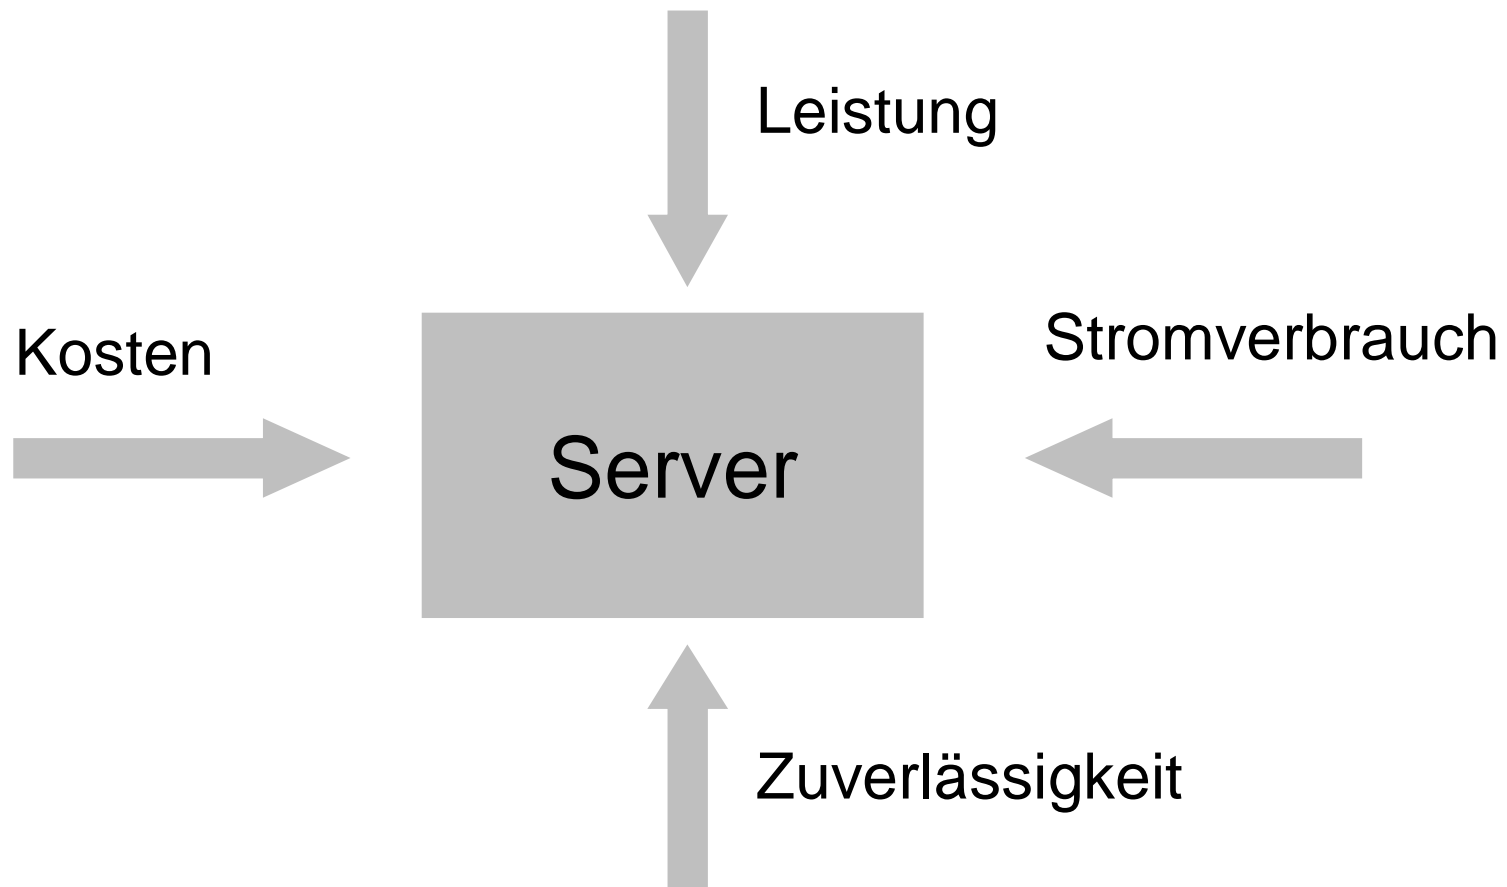 Leistung
Kosten
Stromverbrauch
Server
Zuverlässigkeit